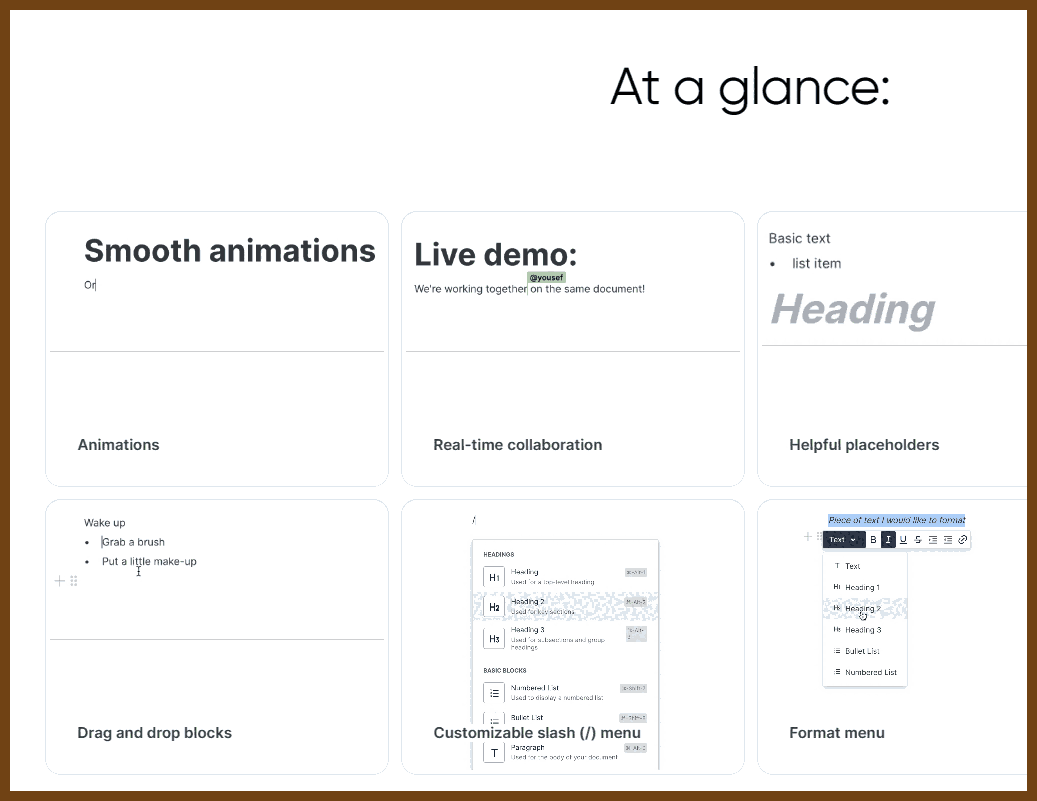 At a glance:
Smooth animations
Or
Animations
Live demo:
@yousef
We're working together on the same document!
Real-time collaboration
Basic text
• list item
Heading
Helpful placeholders
Wake up
• Grab a brush
• Put a little make-up
Drag and drop blocks
/
HEADINGS
H1 Heading
Used for a top-level heading
H2 Heading 2
Used for key sections
H3 Heading 3
Used for subsections and group
headings
BASIC BLOCKS
Numbered List
Used to display a numbered list
Bullet List
Customizable slash (/) menu
T Paragraph
Used for the body of your document
Piece of text I would like to format
Text B I U S
T Text
H1 Heading 1
H2 Heading 2
H3 Heading 3
Bullet List
Numbered List
Format menu